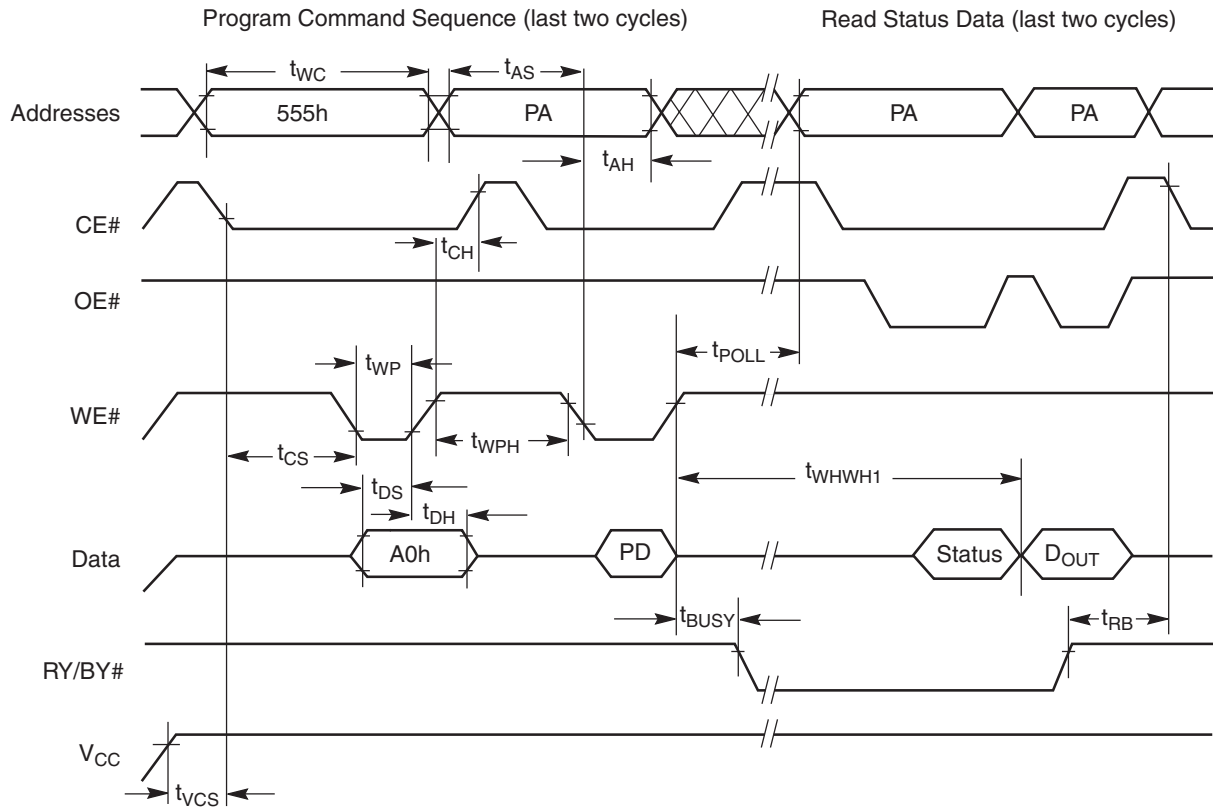 Program Command Sequence (last two cycles)
Read Status Data (last two cycles)
tWC
tAS
Addresses
555h
PA
PA
PA
tAH
CE#
tCH
OE#
tPOLL
tWP
WE#
tWPH
tCS
tWHWH1
tDS
tDH
Data
A0h
PD
Status
DOUT
tBUSY
tRB
RY/BY#
VCC
tVCS